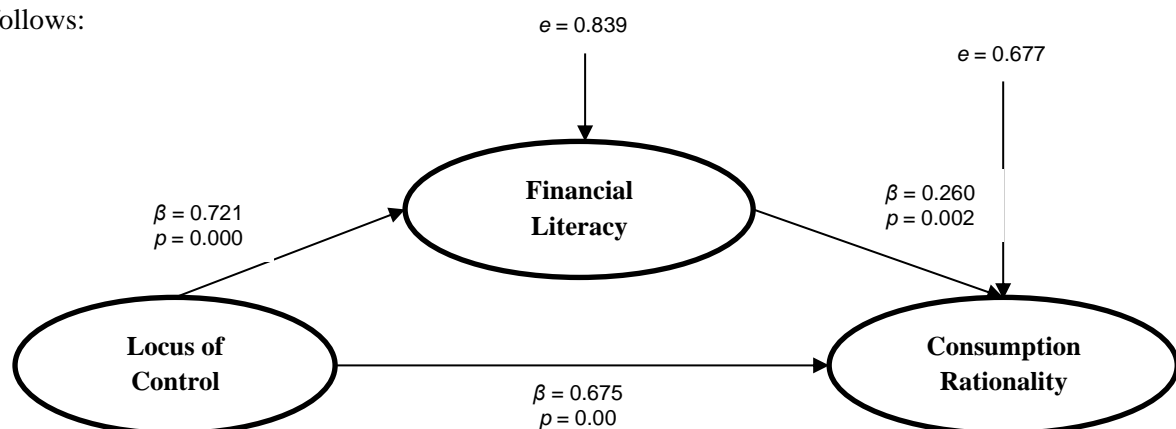 follows:
e = 0.839
e = 0.677
Financial
Literacy
β = 0.721
p = 0.000
β = 0.260
p = 0.002
Locus of
Control
Consumption
Rationality
β = 0.675
p = 0.00